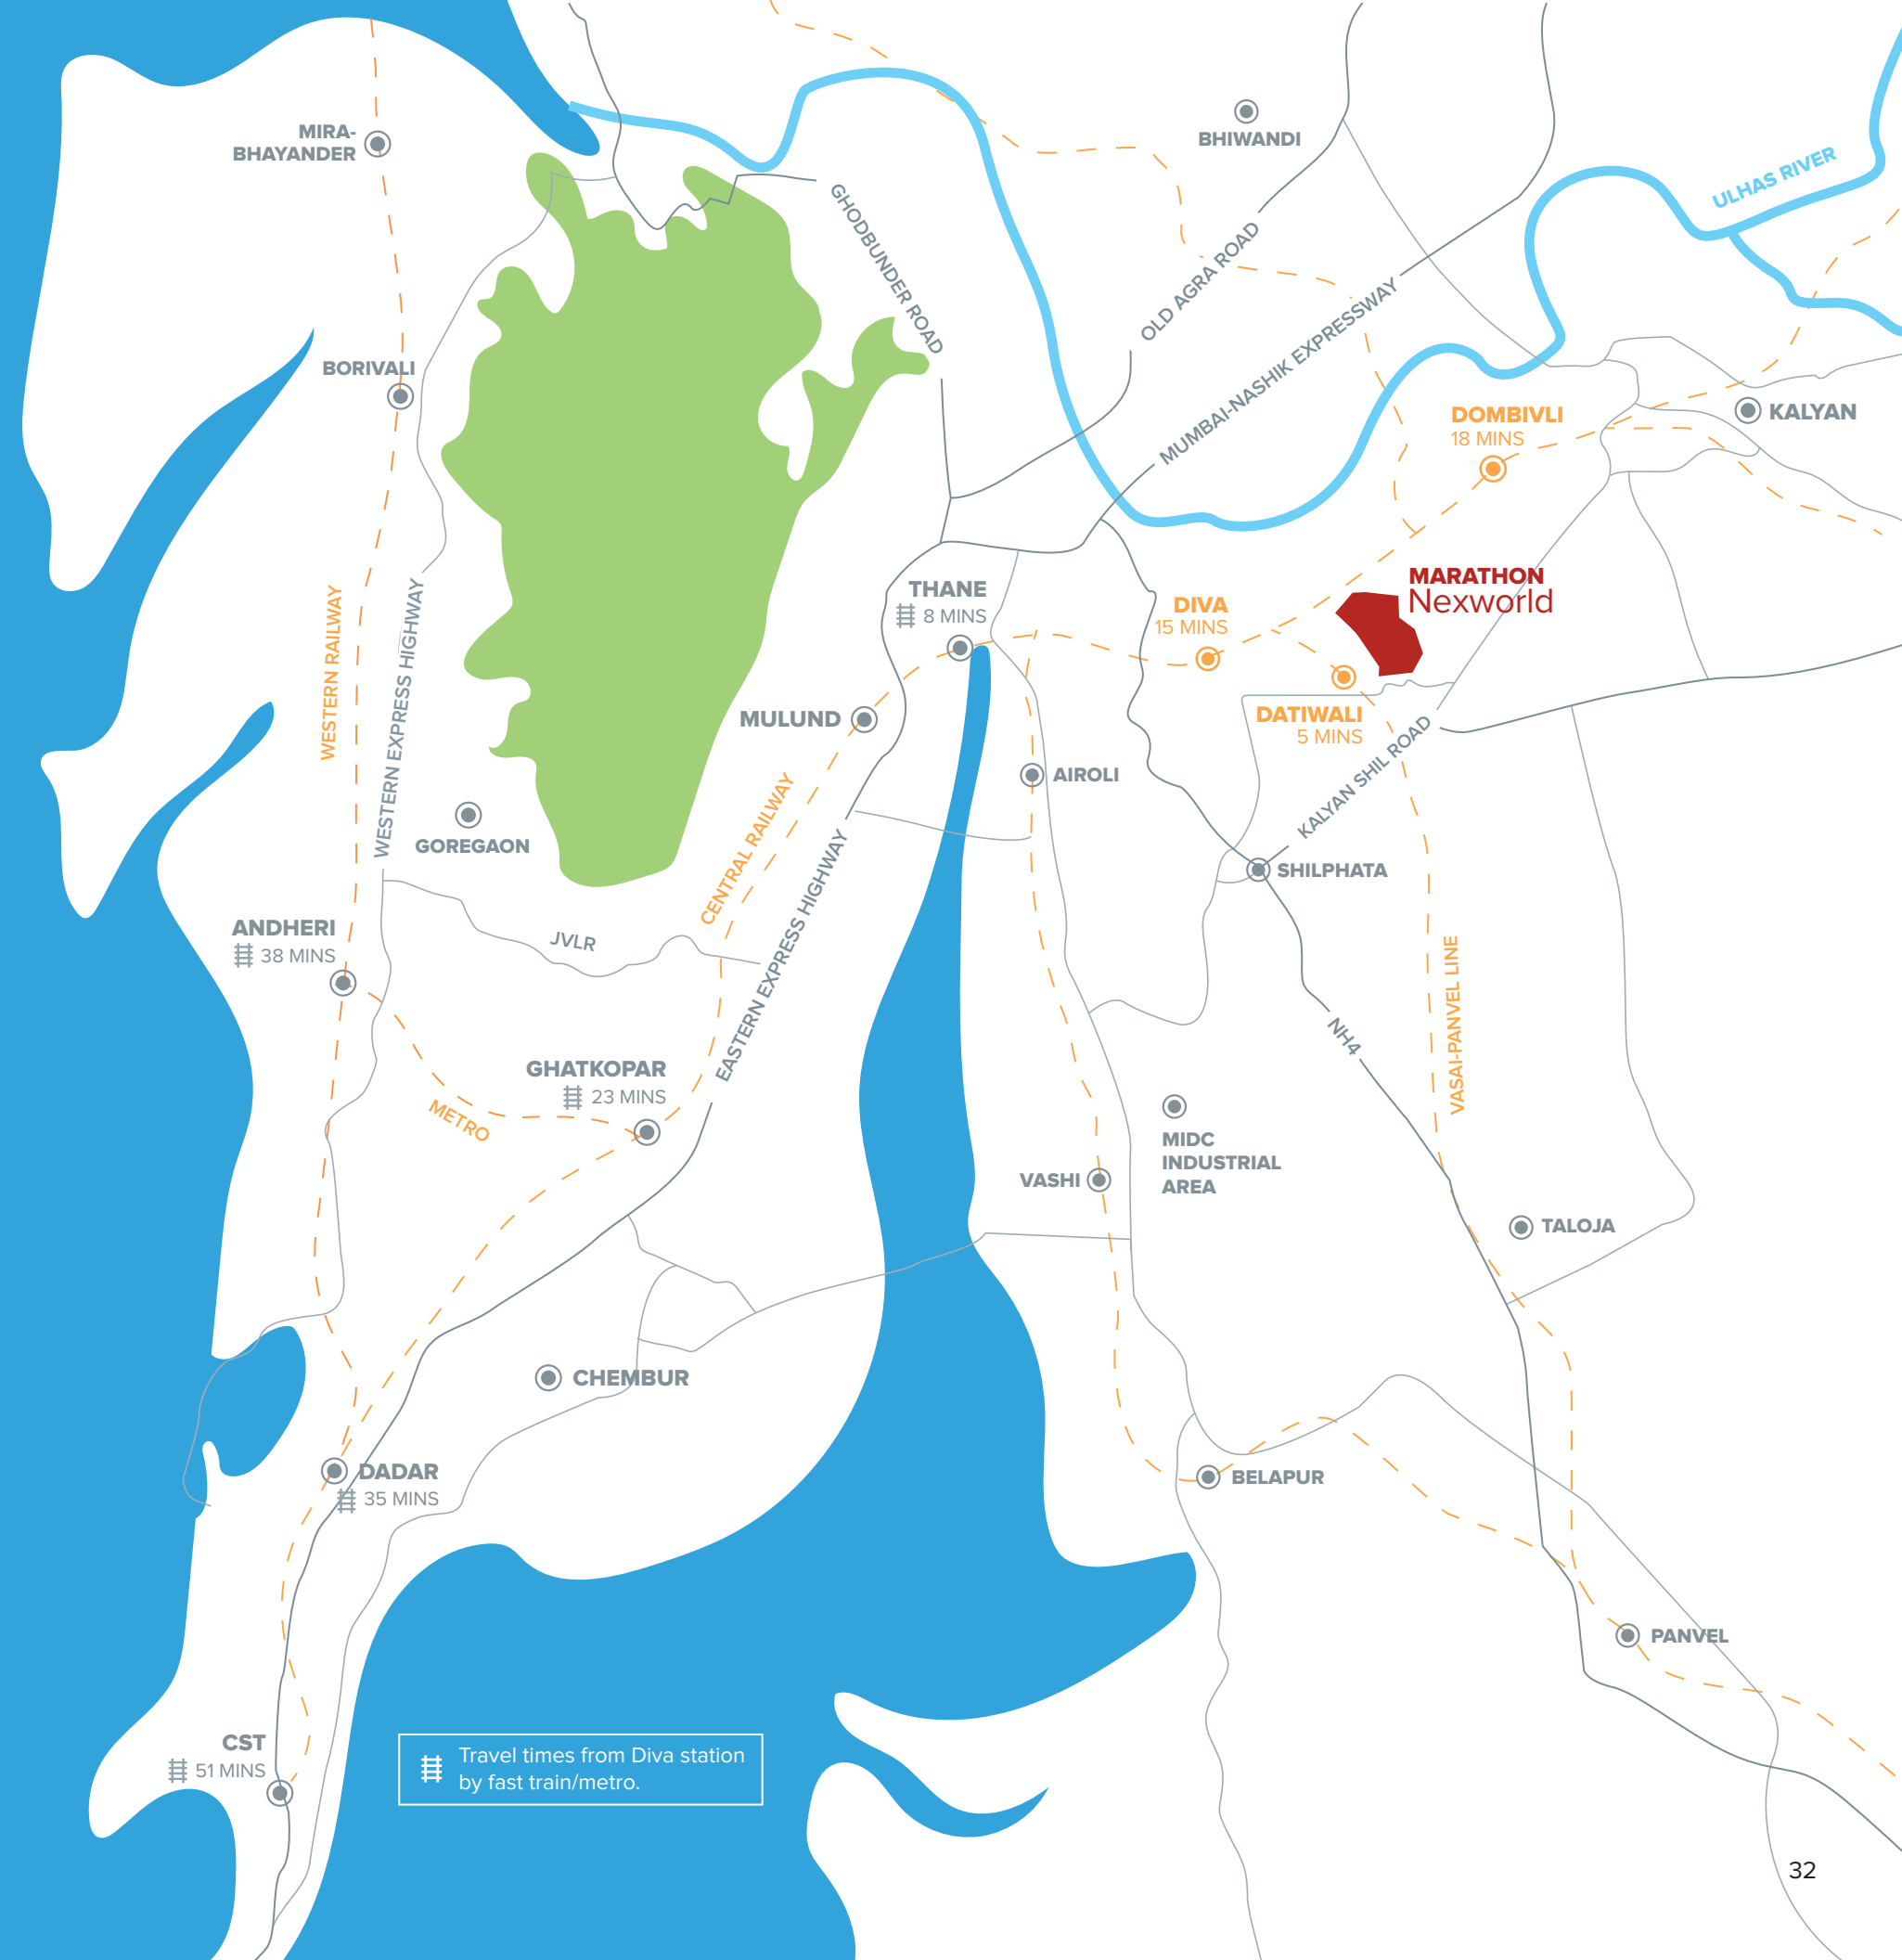 MIRA-
BHAYANDER
BHIWANDI
ULHAS RIVER
GHODBUNDER ROAD
OLD AGRA ROAD
MUMBAI-NASHIK EXPRESSWAY
BORIVALI
DOMBIVLI
18 MINS
KALYAN
MARATHON
Nexworld
THANE
8 MINS
DIVA
15 MINS
WESTERN RAILWAY
WESTERN EXPRESS HIGHWAY
MULUND
DATIWALI
5 MINS
AIROLI
KALYAN SHIL ROAD
CENTRAL RAILWAY
GOREGAON
EASTERN EXPRESS HIGHWAY
SHILPHATA
ANDHERI
38 MINS
JVLR
NH4
VASAI-PANVEL LINE
GHATKOPAR
23 MINS
METRO
MIDC
INDUSTRIAL
AREA
VASHI
TALOJA
CHEMBUR
DADAR
35 MINS
BELAPUR
PANVEL
CST
51 MINS
Travel times from Diva station
by fast train/metro.
32